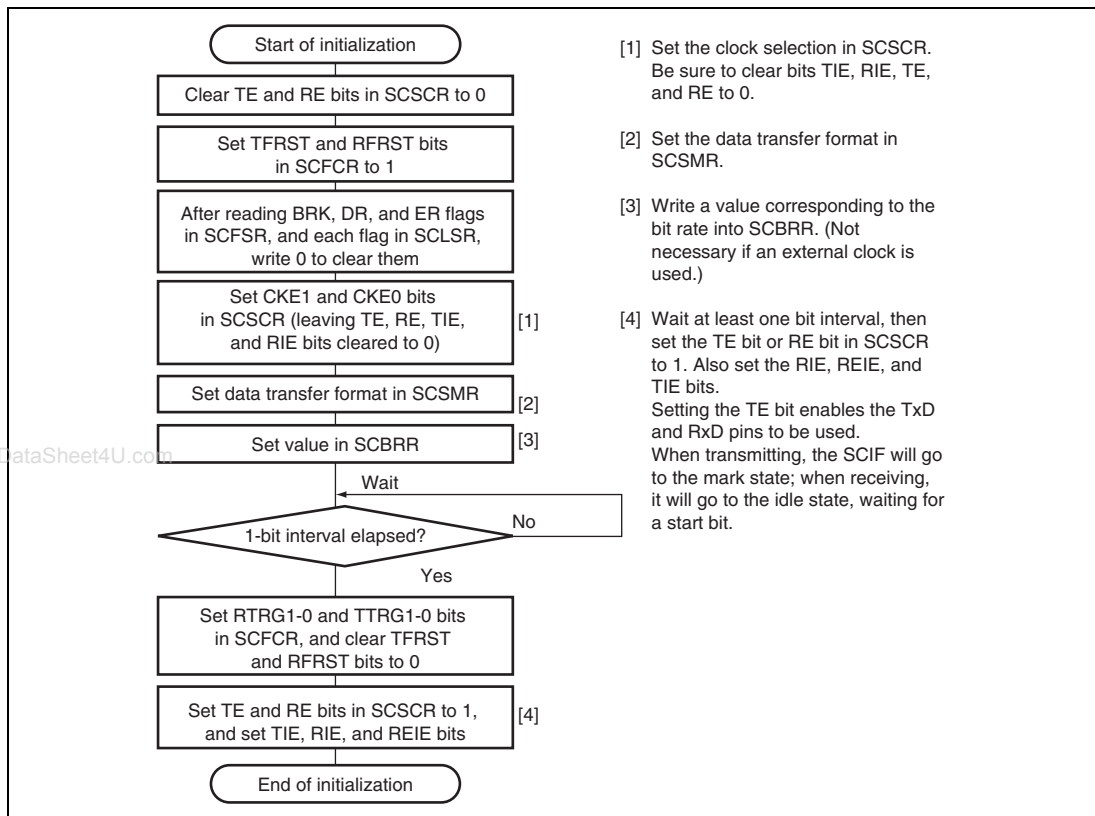 Start of initialization
Clear TE and RE bits in SCSCR to 0
Set TFRST and RFRST bits
in SCFCR to 1
After reading BRK, DR, and ER flags
in SCFSR, and each flag in SCLSR,
write 0 to clear them
Set CKE1 and CKE0 bits
in SCSCR (leaving TE, RE, TIE,
and RIE bits cleared to 0)
[1]
Set data transfer format in SCSMR
[2]
Set value in SCBRR
[3]
Wait
1-bit interval elapsed?
No
Yes
Set RTRG1-0 and TTRG1-0 bits
in SCFCR, and clear TFRST
and RFRST bits to 0
Set TE and RE bits in SCSCR to 1,
and set TIE, RIE, and REIE bits
[4]
End of initialization
[1] Set the clock selection in SCSCR.
Be sure to clear bits TIE, RIE, TE,
and RE to 0.
[2] Set the data transfer format in
SCSMR.
[3] Write a value corresponding to the
bit rate into SCBRR. (Not
necessary if an external clock is
used.)
[4] Wait at least one bit interval, then
set the TE bit or RE bit in SCSCR
to 1. Also set the RIE, REIE, and
TIE bits.
Setting the TE bit enables the TxD
and RxD pins to be used.
When transmitting, the SCIF will go
to the mark state; when receiving,
it will go to the idle state, waiting for
a start bit.
DataSheet4U.com